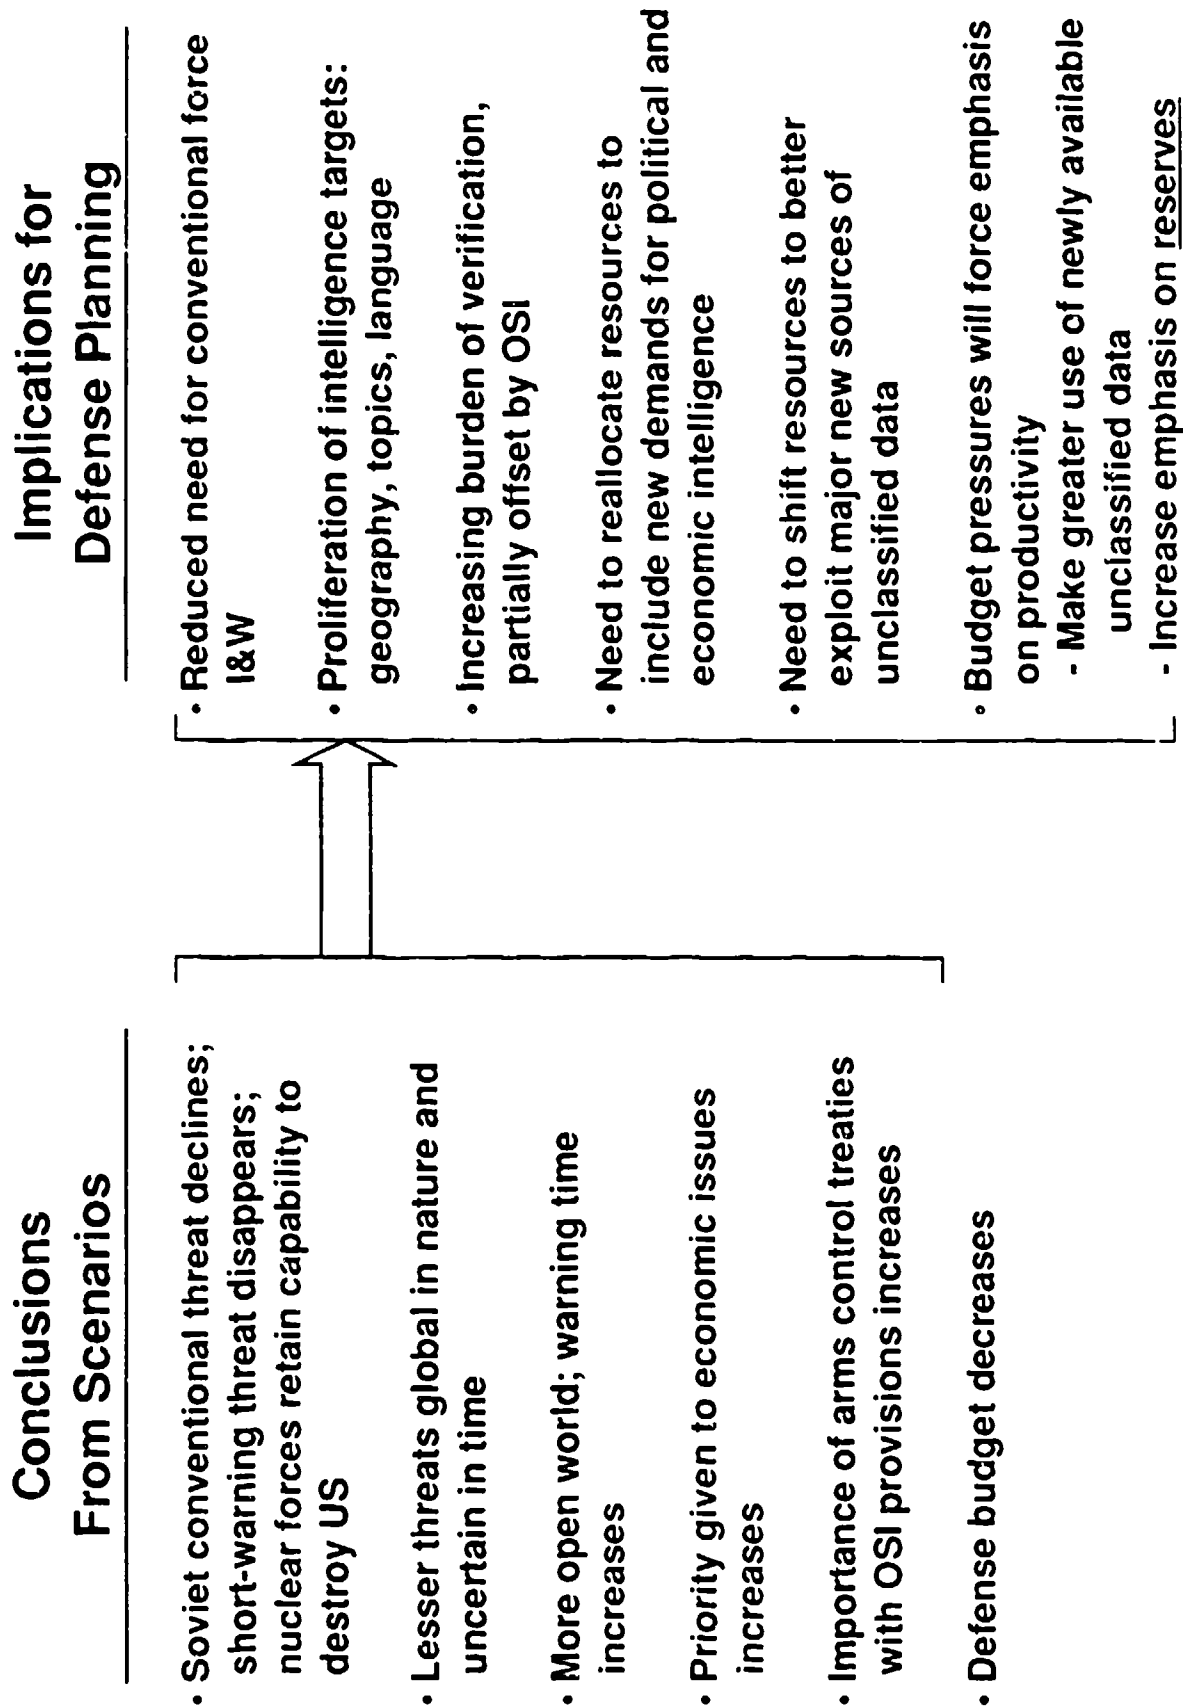 Conclusions
From Scenarios
• Soviet conventional threat declines;
short-warning threat disappears;
nuclear forces retain capability to
destroy US
• Lesser threats global in nature and
uncertain in time
• More open world; warning time
increases
• Priority given to economic issues
increases
• Importance of arms control treaties
with OSI provisions increases
• Defense budget decreases
Implications for
Defense Planning
• Reduced need for conventional force
I&W
• Proliferation of intelligence targets:
geography, topics, language
• Increasing burden of verification,
partially offset by OSI
• Need to reallocate resources to
include new demands for political and
economic intelligence
• Need to shift resources to better
exploit major new sources of
unclassified data
• Budget pressures will force emphasis
on productivity
- Make greater use of newly available
unclassified data
- Increase emphasis on reserves